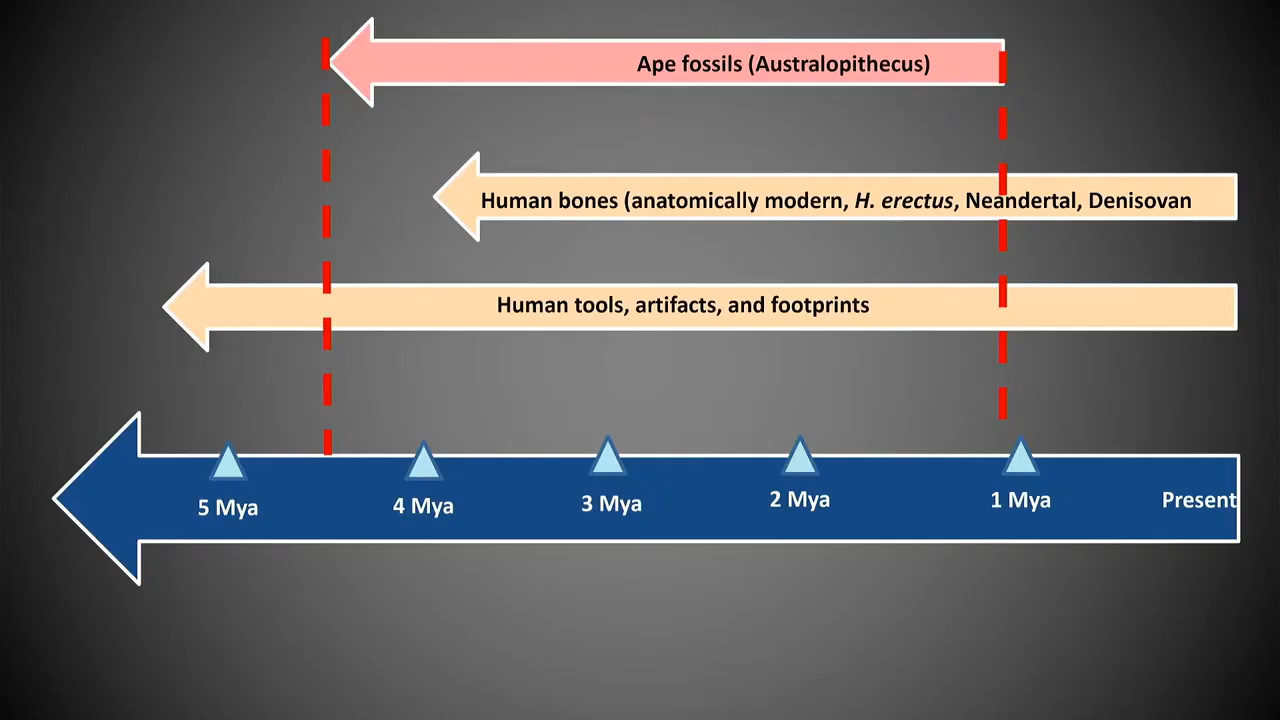 Ape fossils (Australopithecus)
Human bones (anatomically modern, H. erectus, Neandertal, Denisovan
Human tools, artifacts, and footprints
5 Mya
4 Mya
3 Mya
2 Mya
1 Mya
Present